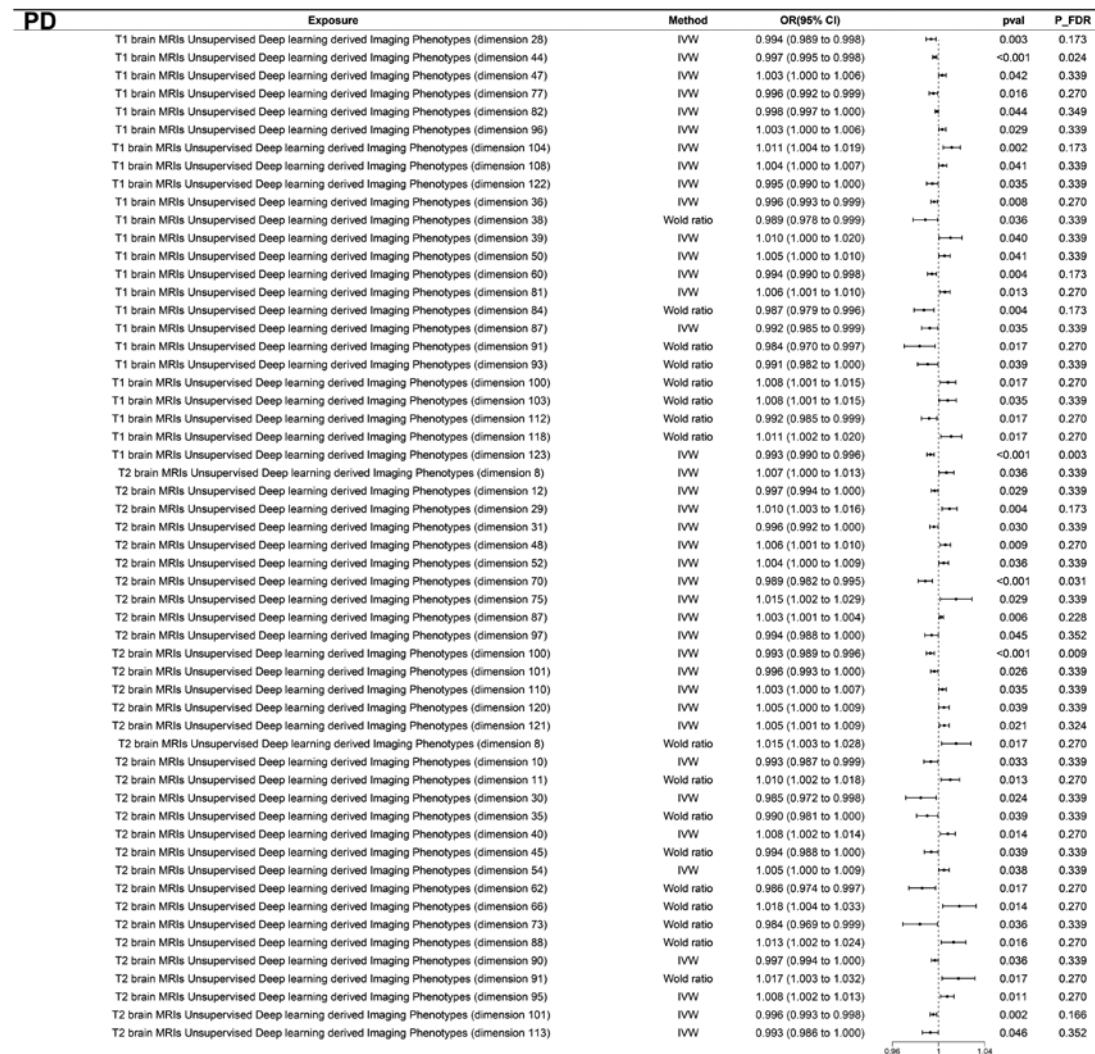 PD Exposure Method OR(95% CI) pval P_FDR
T1 brain MRIs Unsupervised Deep learning derived Imaging Phenotypes (dimension 28) IVW 0.994 (0.989 to 0.998) 0.003 0.173
T1 brain MRIs Unsupervised Deep learning derived Imaging Phenotypes (dimension 44) IVW 0.997 (0.995 to 0.998) <0.001 0.024
T1 brain MRIs Unsupervised Deep learning derived Imaging Phenotypes (dimension 47) IVW 1.003 (1.000 to 1.006) 0.042 0.339
T1 brain MRIs Unsupervised Deep learning derived Imaging Phenotypes (dimension 77) IVW 0.996 (0.992 to 0.999) 0.016 0.270
T1 brain MRIs Unsupervised Deep learning derived Imaging Phenotypes (dimension 82) IVW 0.998 (0.997 to 1.000) 0.044 0.349
T1 brain MRIs Unsupervised Deep learning derived Imaging Phenotypes (dimension 96) IVW 1.003 (1.000 to 1.006) 0.029 0.339
T1 brain MRIs Unsupervised Deep learning derived Imaging Phenotypes (dimension 104) IVW 1.011 (1.004 to 1.019) 0.002 0.173
T1 brain MRIs Unsupervised Deep learning derived Imaging Phenotypes (dimension 108) IVW 1.004 (1.000 to 1.007) 0.041 0.339
T1 brain MRIs Unsupervised Deep learning derived Imaging Phenotypes (dimension 122) IVW 0.995 (0.990 to 1.000) 0.035 0.339
T1 brain MRIs Unsupervised Deep learning derived Imaging Phenotypes (dimension 36) IVW 0.996 (0.993 to 0.999) 0.008 0.270
T1 brain MRIs Unsupervised Deep learning derived Imaging Phenotypes (dimension 38) Wold ratio 0.989 (0.978 to 0.999) 0.036 0.339
T1 brain MRIs Unsupervised Deep learning derived Imaging Phenotypes (dimension 39) IVW 1.010 (1.000 to 1.020) 0.040 0.339
T1 brain MRIs Unsupervised Deep learning derived Imaging Phenotypes (dimension 50) IVW 1.005 (1.000 to 1.010) 0.041 0.339
T1 brain MRIs Unsupervised Deep learning derived Imaging Phenotypes (dimension 60) IVW 0.994 (0.990 to 0.998) 0.004 0.173
T1 brain MRIs Unsupervised Deep learning derived Imaging Phenotypes (dimension 81) IVW 1.006 (1.001 to 1.010) 0.013 0.270
T1 brain MRIs Unsupervised Deep learning derived Imaging Phenotypes (dimension 84) Wold ratio 0.987 (0.979 to 0.996) 0.004 0.173
T1 brain MRIs Unsupervised Deep learning derived Imaging Phenotypes (dimension 87) IVW 0.992 (0.985 to 0.999) 0.035 0.339
T1 brain MRIs Unsupervised Deep learning derived Imaging Phenotypes (dimension 91) Wold ratio 0.984 (0.970 to 0.997) 0.017 0.270
T1 brain MRIs Unsupervised Deep learning derived Imaging Phenotypes (dimension 93) Wold ratio 0.991 (0.982 to 1.000) 0.039 0.339
T1 brain MRIs Unsupervised Deep learning derived Imaging Phenotypes (dimension 100) Wold ratio 1.008 (1.001 to 1.015) 0.017 0.270
T1 brain MRIs Unsupervised Deep learning derived Imaging Phenotypes (dimension 103) Wold ratio 1.008 (1.001 to 1.015) 0.035 0.339
T1 brain MRIs Unsupervised Deep learning derived Imaging Phenotypes (dimension 112) Wold ratio 0.992 (0.985 to 0.999) 0.017 0.270
T1 brain MRIs Unsupervised Deep learning derived Imaging Phenotypes (dimension 118) Wold ratio 1.011 (1.002 to 1.020) 0.017 0.270
T1 brain MRIs Unsupervised Deep learning derived Imaging Phenotypes (dimension 123) IVW 0.993 (0.990 to 0.996) <0.001 0.003
T2 brain MRIs Unsupervised Deep learning derived Imaging Phenotypes (dimension 8) IVW 1.007 (1.000 to 1.013) 0.036 0.339
T2 brain MRIs Unsupervised Deep learning derived Imaging Phenotypes (dimension 12) IVW 0.997 (0.994 to 1.000) 0.029 0.339
T2 brain MRIs Unsupervised Deep learning derived Imaging Phenotypes (dimension 29) IVW 1.010 (1.003 to 1.016) 0.004 0.173
T2 brain MRIs Unsupervised Deep learning derived Imaging Phenotypes (dimension 31) IVW 0.996 (0.992 to 1.000) 0.030 0.339
T2 brain MRIs Unsupervised Deep learning derived Imaging Phenotypes (dimension 48) IVW 1.006 (1.001 to 1.010) 0.009 0.270
T2 brain MRIs Unsupervised Deep learning derived Imaging Phenotypes (dimension 52) IVW 1.004 (1.000 to 1.009) 0.036 0.339
T2 brain MRIs Unsupervised Deep learning derived Imaging Phenotypes (dimension 70) IVW 0.989 (0.982 to 0.995) <0.001 0.031
T2 brain MRIs Unsupervised Deep learning derived Imaging Phenotypes (dimension 75) IVW 1.015 (1.002 to 1.029) 0.029 0.339
T2 brain MRIs Unsupervised Deep learning derived Imaging Phenotypes (dimension 87) IVW 1.003 (1.001 to 1.004) 0.006 0.228
T2 brain MRIs Unsupervised Deep learning derived Imaging Phenotypes (dimension 97) IVW 0.994 (0.988 to 1.000) 0.045 0.352
T2 brain MRIs Unsupervised Deep learning derived Imaging Phenotypes (dimension 100) IVW 0.993 (0.989 to 0.996) <0.001 0.009
T2 brain MRIs Unsupervised Deep learning derived Imaging Phenotypes (dimension 101) IVW 0.996 (0.993 to 1.000) 0.026 0.339
T2 brain MRIs Unsupervised Deep learning derived Imaging Phenotypes (dimension 110) IVW 1.003 (1.000 to 1.007) 0.035 0.339
T2 brain MRIs Unsupervised Deep learning derived Imaging Phenotypes (dimension 120) IVW 1.005 (1.000 to 1.009) 0.039 0.339
T2 brain MRIs Unsupervised Deep learning derived Imaging Phenotypes (dimension 121) IVW 1.005 (1.001 to 1.009) 0.021 0.324
T2 brain MRIs Unsupervised Deep learning derived Imaging Phenotypes (dimension 8) Wold ratio 1.015 (1.003 to 1.028) 0.017 0.270
T2 brain MRIs Unsupervised Deep learning derived Imaging Phenotypes (dimension 10) IVW 0.993 (0.987 to 0.999) 0.033 0.339
T2 brain MRIs Unsupervised Deep learning derived Imaging Phenotypes (dimension 11) Wold ratio 1.010 (1.002 to 1.018) 0.013 0.270
T2 brain MRIs Unsupervised Deep learning derived Imaging Phenotypes (dimension 30) IVW 0.985 (0.972 to 0.998) 0.024 0.339
T2 brain MRIs Unsupervised Deep learning derived Imaging Phenotypes (dimension 35) Wold ratio 0.990 (0.981 to 1.000) 0.039 0.339
T2 brain MRIs Unsupervised Deep learning derived Imaging Phenotypes (dimension 40) IVW 1.008 (1.002 to 1.014) 0.014 0.270
T2 brain MRIs Unsupervised Deep learning derived Imaging Phenotypes (dimension 45) Wold ratio 0.994 (0.988 to 1.000) 0.039 0.339
T2 brain MRIs Unsupervised Deep learning derived Imaging Phenotypes (dimension 54) IVW 1.005 (1.000 to 1.009) 0.038 0.339
T2 brain MRIs Unsupervised Deep learning derived Imaging Phenotypes (dimension 62) Wold ratio 0.986 (0.974 to 0.997) 0.017 0.270
T2 brain MRIs Unsupervised Deep learning derived Imaging Phenotypes (dimension 66) Wold ratio 1.018 (1.004 to 1.033) 0.014 0.270
T2 brain MRIs Unsupervised Deep learning derived Imaging Phenotypes (dimension 73) Wold ratio 0.984 (0.969 to 0.999) 0.036 0.339
T2 brain MRIs Unsupervised Deep learning derived Imaging Phenotypes (dimension 88) Wold ratio 1.013 (1.002 to 1.024) 0.016 0.270
T2 brain MRIs Unsupervised Deep learning derived Imaging Phenotypes (dimension 90) IVW 0.997 (0.994 to 1.000) 0.036 0.339
T2 brain MRIs Unsupervised Deep learning derived Imaging Phenotypes (dimension 91) Wold ratio 1.017 (1.003 to 1.032) 0.017 0.270
T2 brain MRIs Unsupervised Deep learning derived Imaging Phenotypes (dimension 95) IVW 1.008 (1.002 to 1.013) 0.011 0.270
T2 brain MRIs Unsupervised Deep learning derived Imaging Phenotypes (dimension 101) IVW 0.996 (0.993 to 0.998) 0.002 0.166
T2 brain MRIs Unsupervised Deep learning derived Imaging Phenotypes (dimension 113) IVW 0.993 (0.986 to 1.000) 0.046 0.352
0.96 1 1.04